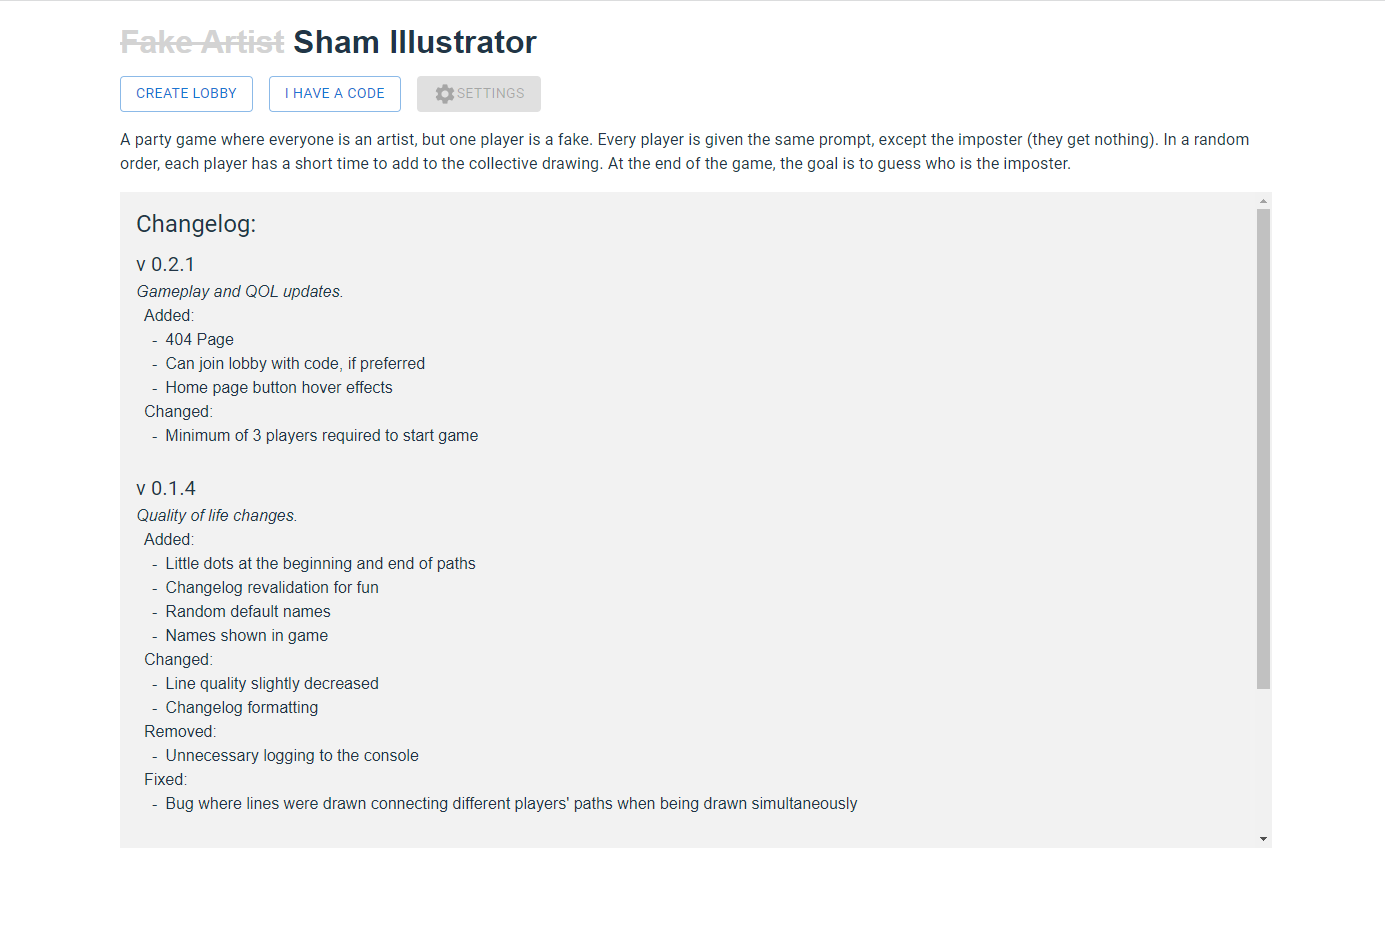 Fake Artist Sham Illustrator
CREATE LOBBY I HAVE A CODE SETTINGS
A party game where everyone is an artist, but one player is a fake. Every player is given the same prompt, except the imposter (they get nothing). In a random
order, each player has a short time to add to the collective drawing. At the end of the game, the goal is to guess who is the imposter.
Changelog:
v 0.2.1
Gameplay and QOL updates.
Added:
- 404 Page
- Can join lobby with code, if preferred
- Home page button hover effects
Changed:
- Minimum of 3 players required to start game
v 0.1.4
Quality of life changes.
Added:
- Little dots at the beginning and end of paths
- Changelog revalidation for fun
- Random default names
- Names shown in game
Changed:
- Line quality slightly decreased
- Changelog formatting
Removed:
- Unnecessary logging to the console
Fixed:
- Bug where lines were drawn connecting different players' paths when being drawn simultaneously